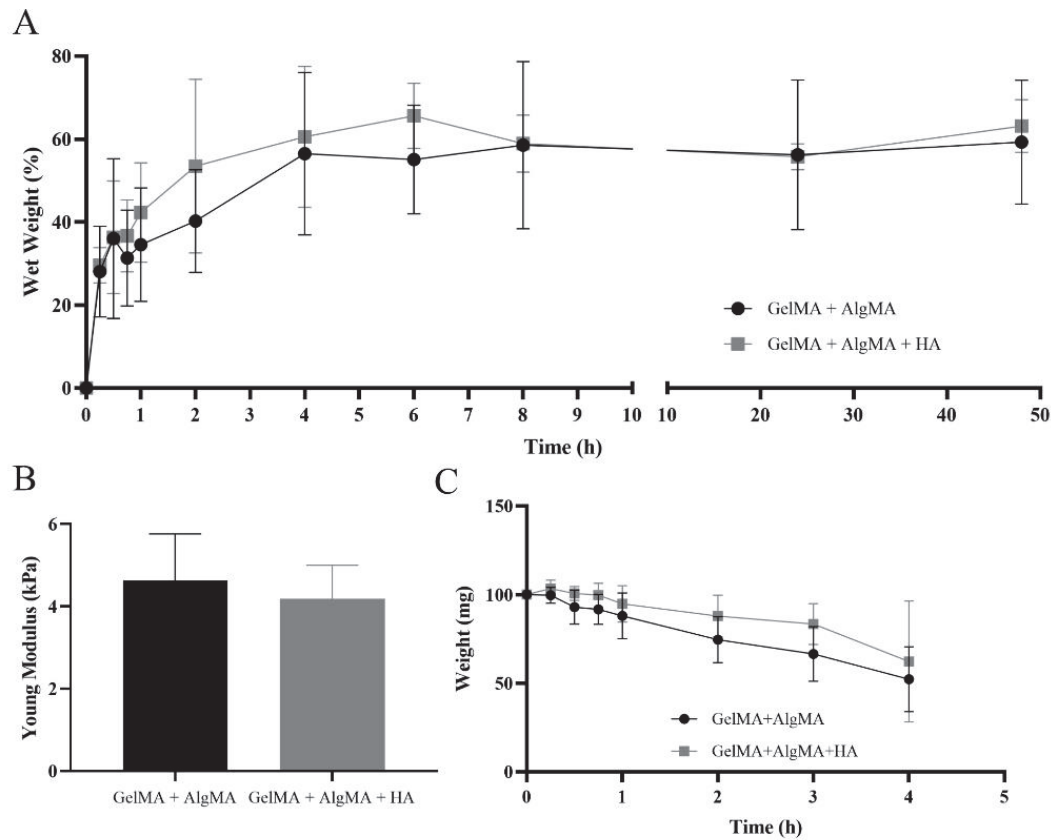 A
Wet Weight (%)
80
60
40
20
0
0 1 2 4 6 7 8 9 10 10 20 30 40 50
Time (h)
GelMA + AlgMA
GelMA + AlgMA + HA
B
Young Modulus (kPa)
6
4
2
0
GelMA + AlgMA GelMA + AlgMA + HA
C
Weight (mg)
150
100
50
0
0 1 2 3 4 5
Time (h)
GelMA+AlgMA
GelMA+AlgMA+HA